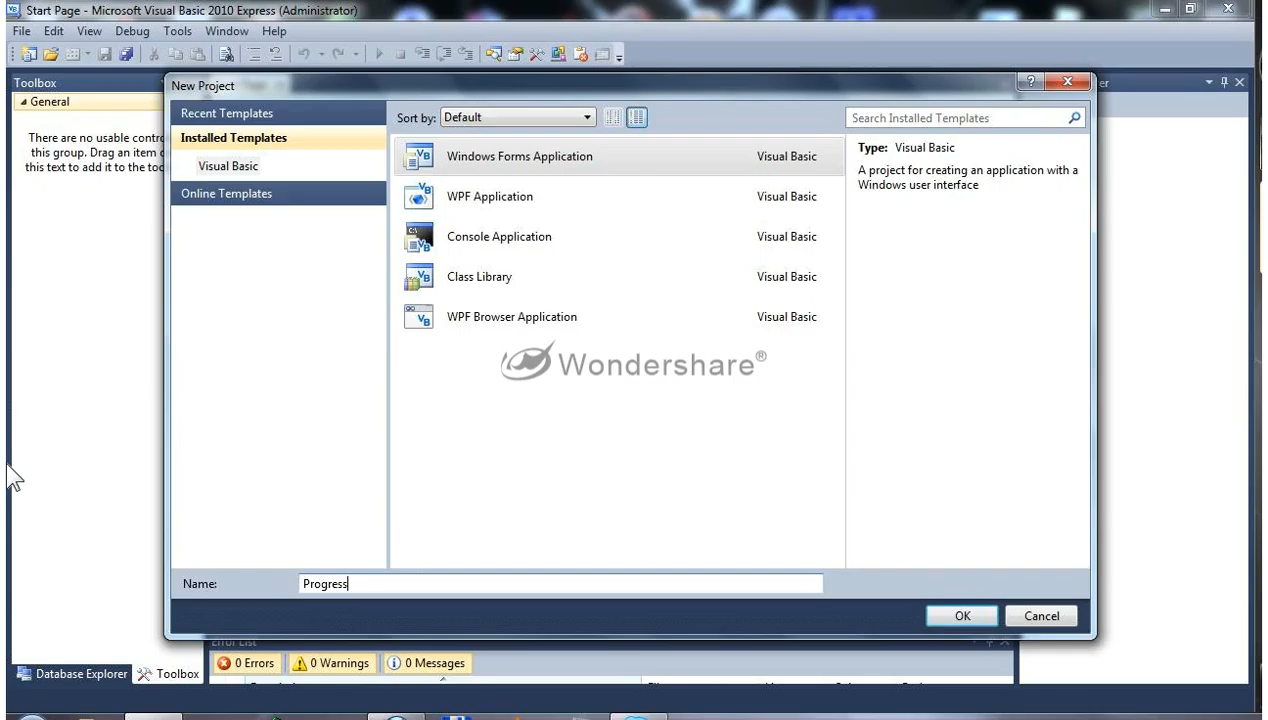 Start Page - Microsoft Visual Basic 2010 Express (Administrator)
File Edit View Debug Tools Window Help
Toolbox
General
There are no usable contro
this group. Drag an item o
this text to add it to the too
New Project
er
Recent Templates
Installed Templates
Visual Basic
Online Templates
Sort by: Default
Search Installed Templates
Windows Forms Application Visual Basic
WPF Application Visual Basic
Console Application Visual Basic
Class Library Visual Basic
WPF Browser Application Visual Basic
Type: Visual Basic
A project for creating an application with a
Windows user interface
Wondershare®
Name: Progress
OK Cancel
Error List
0 Errors 0 Warnings 0 Messages
Database Explorer Toolbox